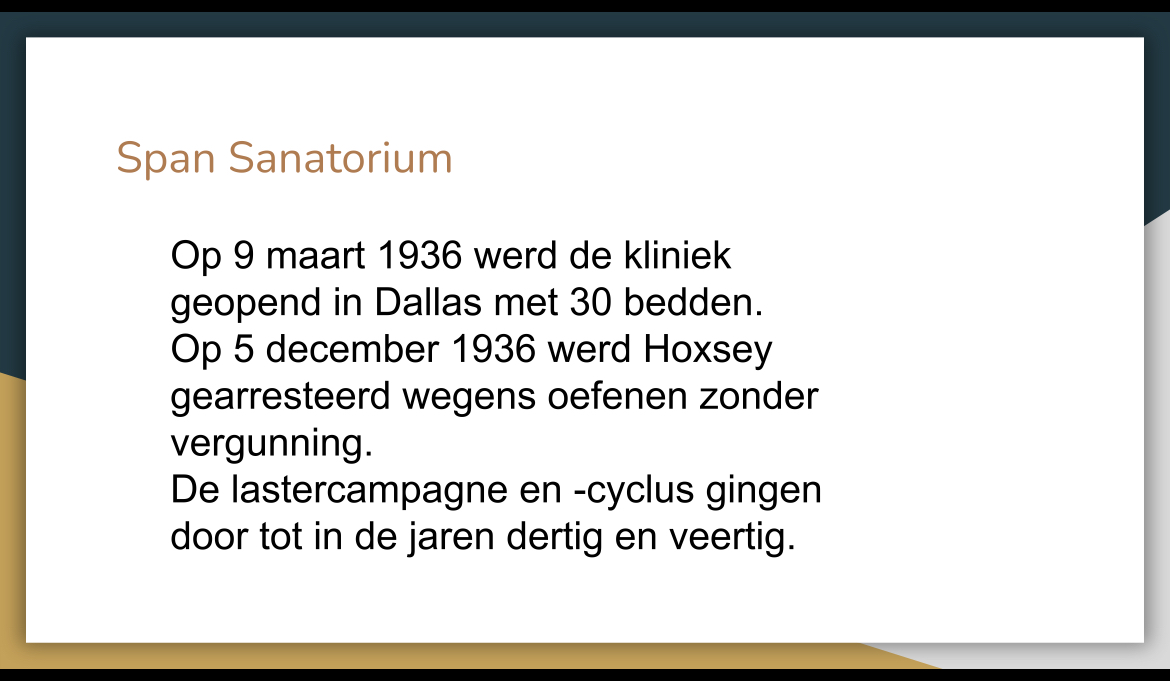 Span Sanatorium
Op 9 maart 1936 werd de kliniek
geopend in Dallas met 30 bedden.
Op 5 december 1936 werd Hoxsey
gearresteerd wegens oefenen zonder
vergunning.
De lastercampagne en -cyclus gingen
door tot in de jaren dertig en veertig.